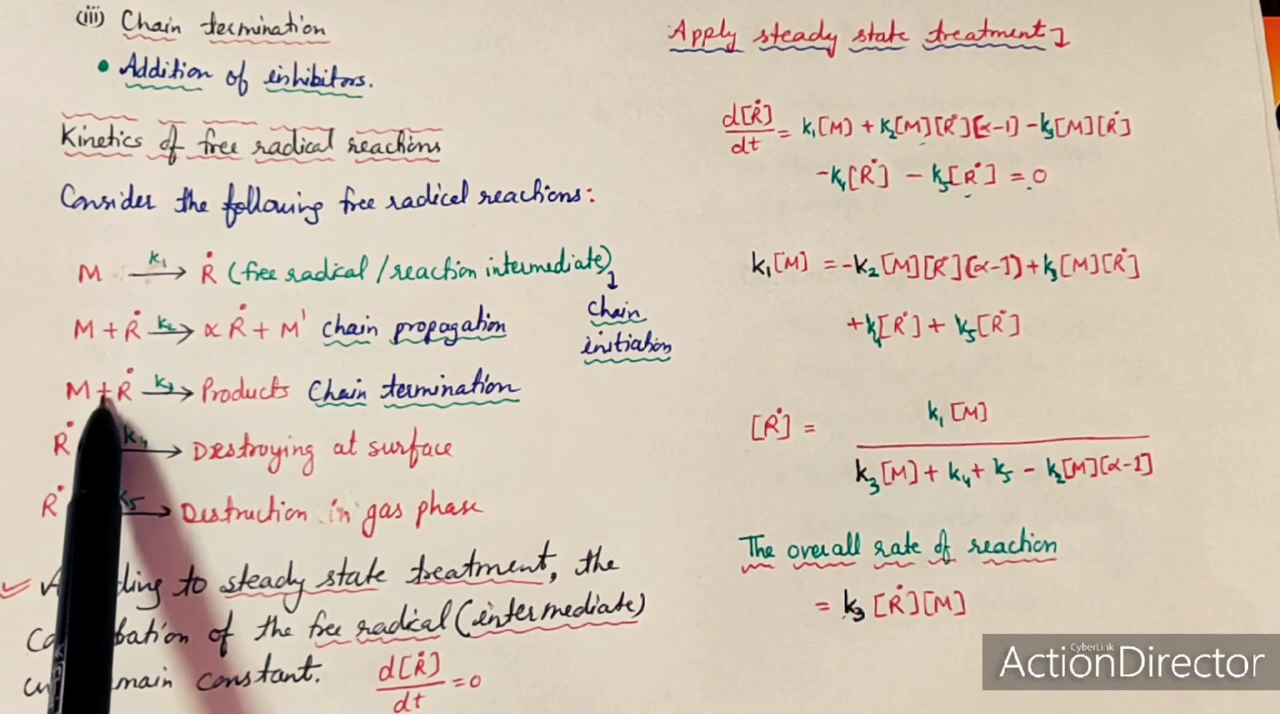 (iii) Chain termination
• Addition of inhibitors.
Kinetics of free radical reactions
Consider the following free radical reactions:
M —k₁→ Ṙ (free radical / reaction intermediate)
↓
Chain
initiation
M + Ṙ —k₂→ ∝ Ṙ + M' chain propagation
M + Ṙ —k₃→ Products Chain termination
R• —k₄→ Destroying at surface
R• —k₅→ Destruction in gas phase
to steady state treatment, the
of the free radical (intermediate)
constant. d[Ṙ]/dt = 0
Apply steady state treatment
d[Ṙ]/dt = k₁[M] + k₂[M][R•](α-1) - k₃[M][R•]
-k₄[R•] - k₅[R•] = 0
k₁[M] = -k₂[M][R•](α-1) + k₃[M][R•]
+k₄[R•] + k₅[R•]
[R•] = k₁[M] / k₃[M] + k₄ + k₅ - k₂[M][α-1]
The overall rate of reaction
= k₃[R•][M]
CyberLink
ActionDirector